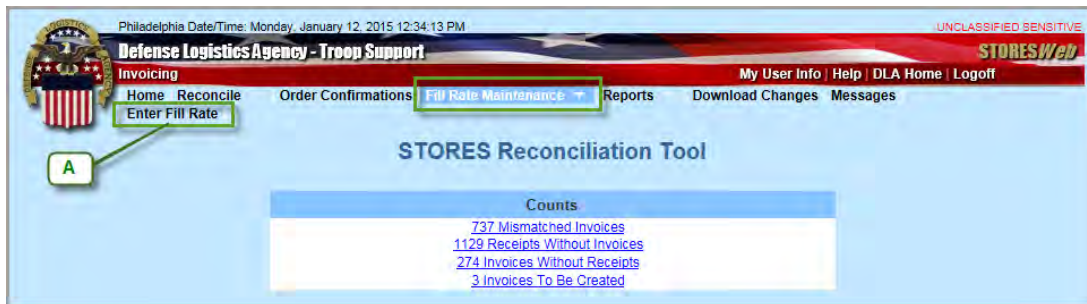 Philadelphia Date/Time: Monday, January 12, 2015 12:34:13 PM UNCLASSIFIED SENSITIVE
Defense Logistics Agency - Troop Support STORESWeb
Invoicing My User Info | Help | DLA Home | Logoff
Home Reconcile Order Confirmations Fill Rate Maintenance Reports Download Changes Messages
Enter Fill Rate
A
STORES Reconciliation Tool
Counts
737 Mismatched Invoices
1129 Receipts Without Invoices
274 Invoices Without Receipts
3 Invoices To Be Created